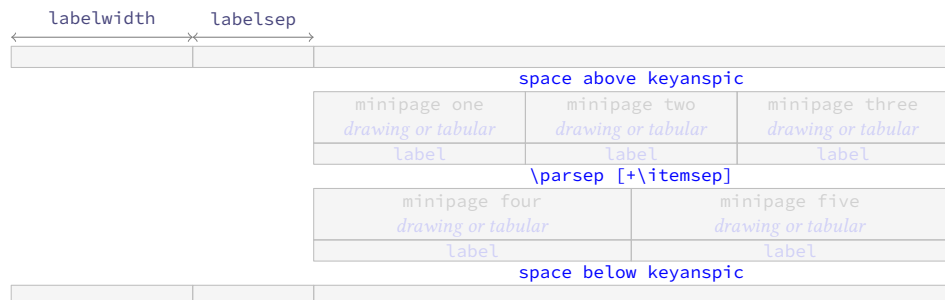 labelwidth labelsep
space above keyanspic
minipage one minipage two minipage three
drawing or tabular drawing or tabular drawing or tabular
label label label
\parsep [+\itemsep]
minipage four minipage five
drawing or tabular drawing or tabular
label label
space below keyanspic